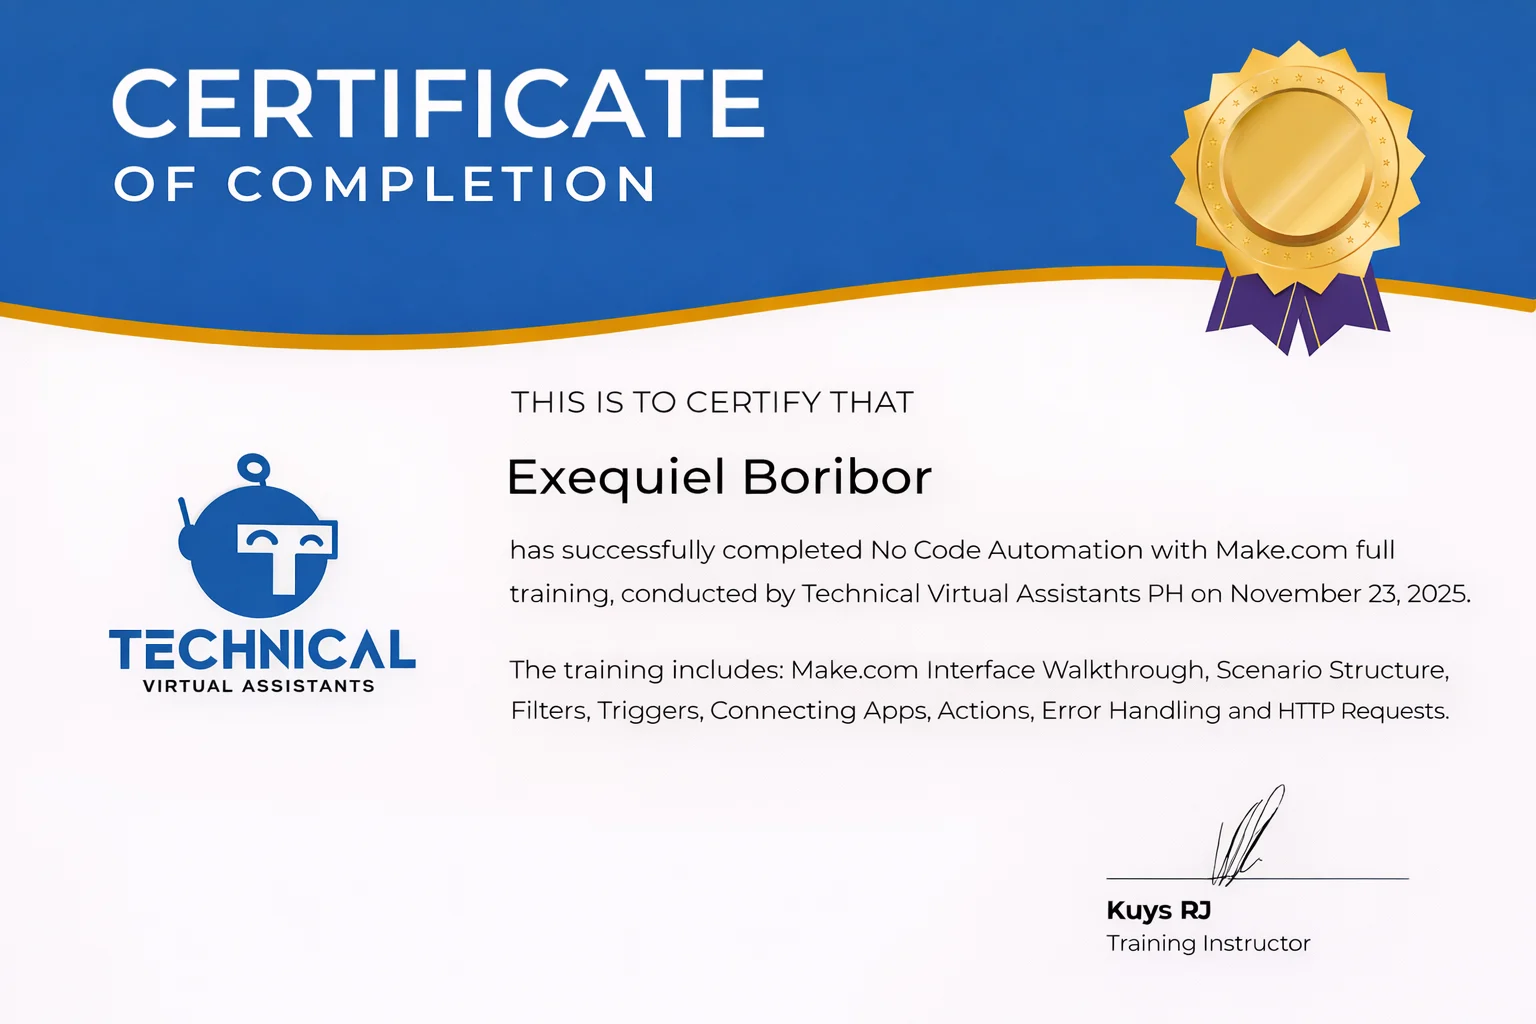 CERTIFICATE
OF COMPLETION
THIS IS TO CERTIFY THAT
Exequiel Boribor
has successfully completed No Code Automation with Make.com full
training, conducted by Technical Virtual Assistants PH on November 23, 2025.
The training includes: Make.com Interface Walkthrough, Scenario Structure,
Filters, Triggers, Connecting Apps, Actions, Error Handling and HTTP Requests.
TECHNICAL
VIRTUAL ASSISTANTS
Kuys RJ
Training Instructor